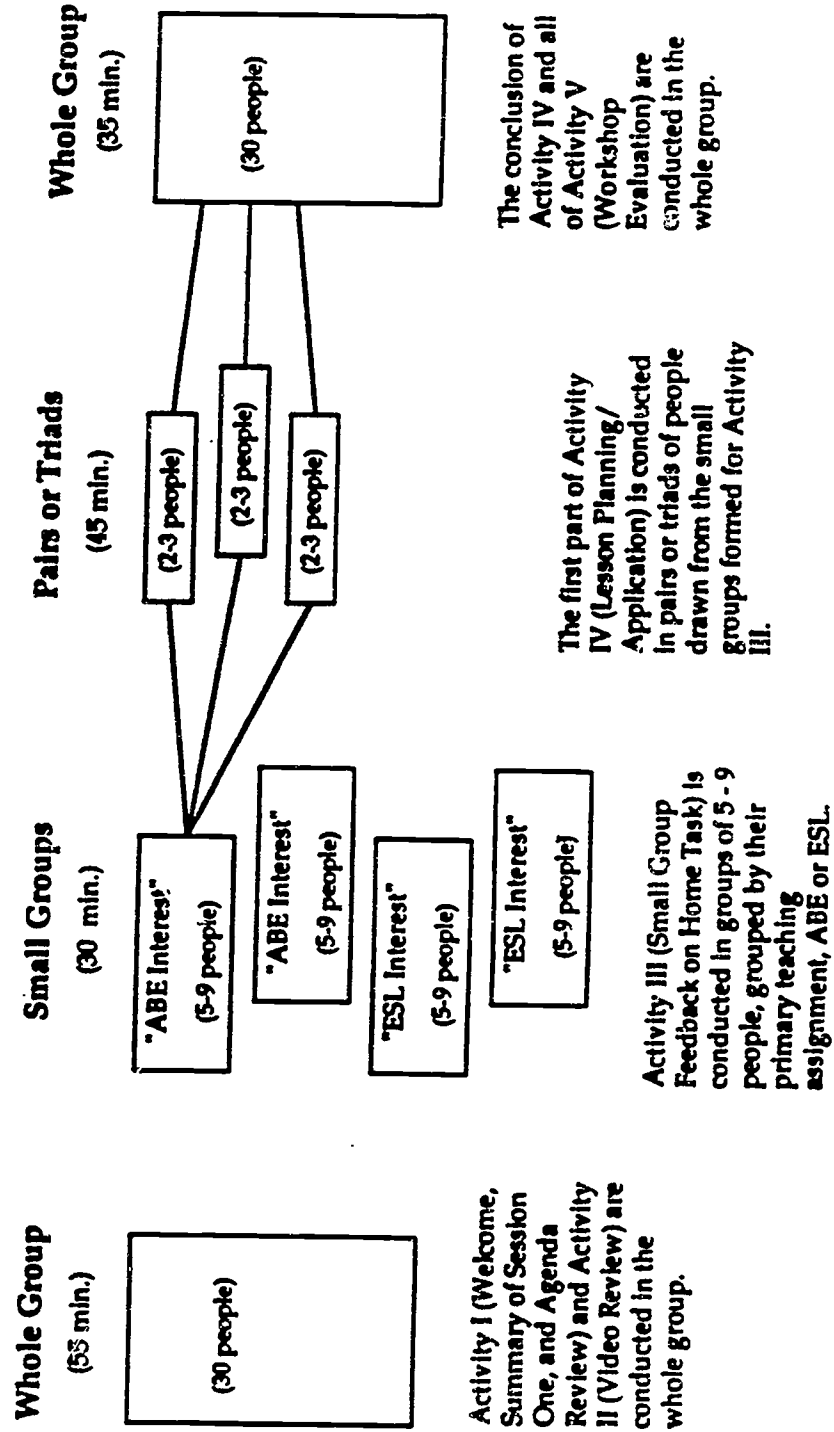 Whole Group
(55 min.)
(30 people)
Activity I (Welcome,
Summary of Session
One, and Agenda
Review) and Activity
II (Video Review) are
conducted in the
whole group.
Small Groups
(30 min.)
"ABE Interest"
(5-9 people)
"ABE Interest"
(5-9 people)
"ESL Interest"
(5-9 people)
"ESL Interest"
(5-9 people)
Activity III (Small Group
Feedback on Home Task) is
conducted in groups of 5 - 9
people, grouped by their
primary teaching
assignment, ABE or ESL.
Pairs or Triads
(45 min.)
(2-3 people)
(2-3 people)
(2-3 people)
The first part of Activity
IV (Lesson Planning/
Application) is conducted
in pairs or triads of people
drawn from the small
groups formed for Activity
III.
Whole Group
(35 min.)
(30 people)
The conclusion of
Activity IV and all
of Activity V
(Workshop
Evaluation) are
conducted in the
whole group.